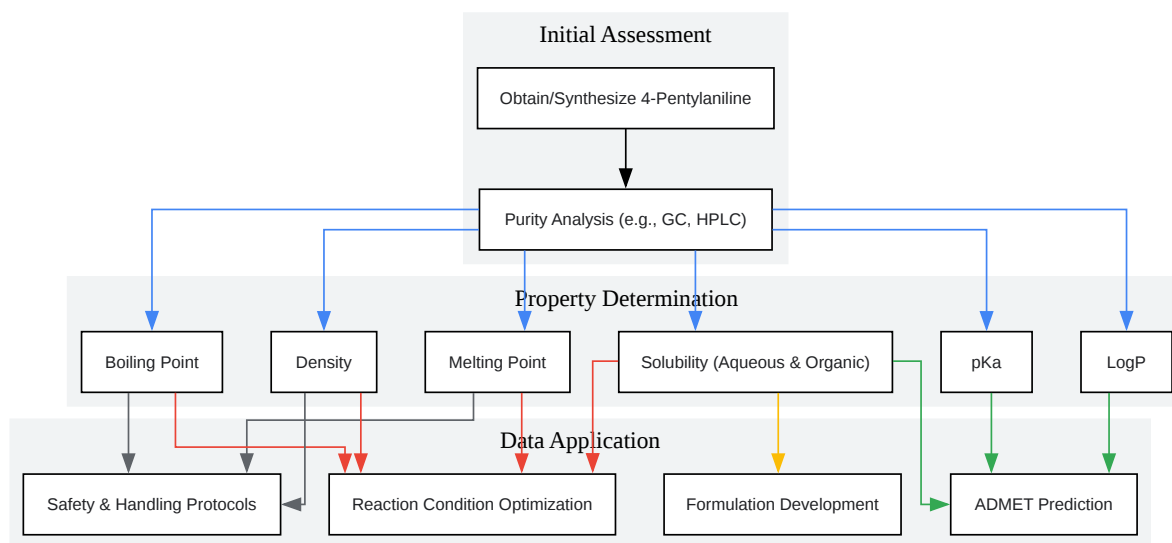 Initial Assessment
Obtain/Synthesize 4-Pentylaniline
Purity Analysis (e.g., GC, HPLC)
Property Determination
Boiling Point
Density
Melting Point
Solubility (Aqueous & Organic)
pKa
LogP
Data Application
Safety & Handling Protocols
Reaction Condition Optimization
Formulation Development
ADMET Prediction